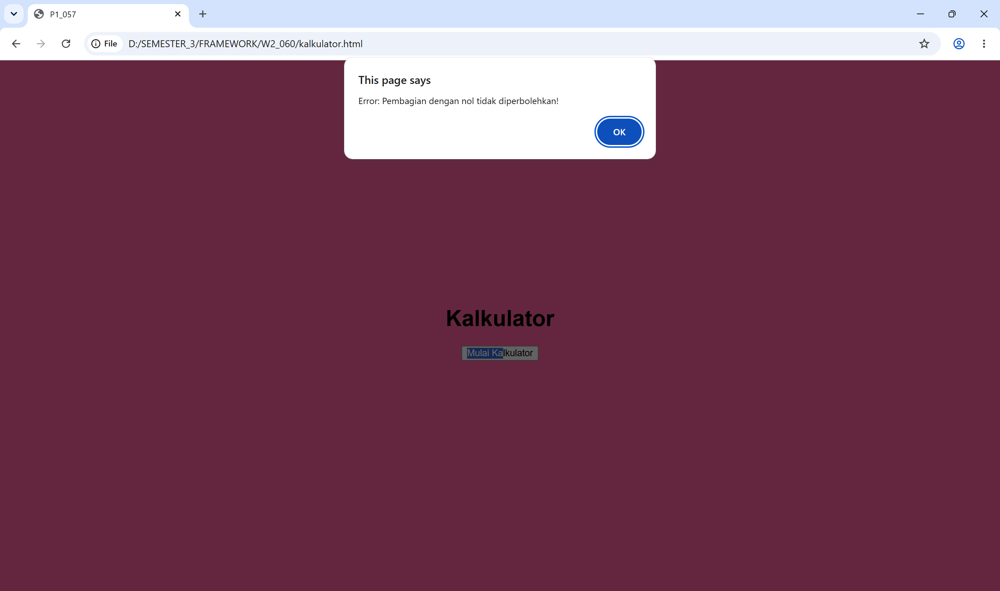 P1_057
File
D:/SEMESTER_3/FRAMEWORK/W2_060/kalkulator.html
This page says
Error: Pembagian dengan nol tidak diperbolehkan!
OK
Kalkulator
Mulai Kalkulator